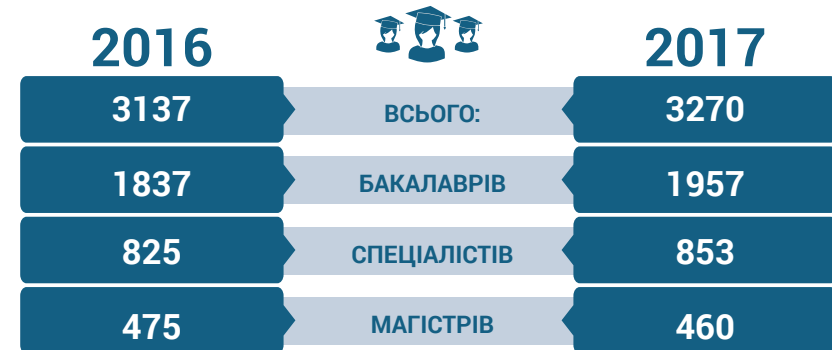 2016 2017
3137 ВСЬОГО: 3270
1837 БАКАЛАВРІВ 1957
825 СПЕЦІАЛІСТІВ 853
475 МАГІСТРІВ 460